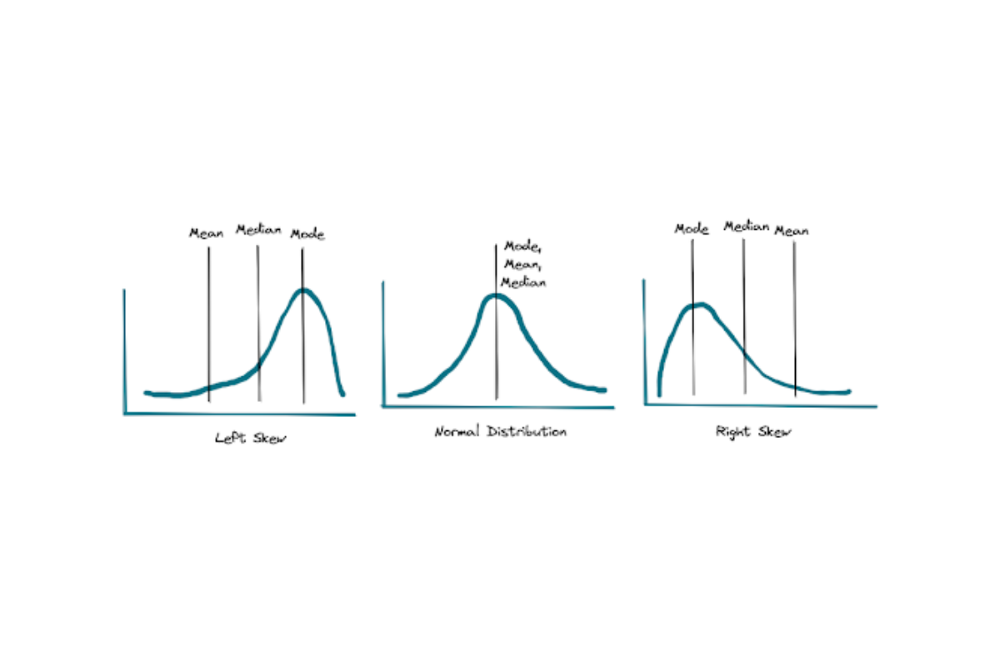 Mean Median Mode
Left Skew
Mode,
Mean,
Median
Normal Distribution
Mode Median Mean
Right Skew